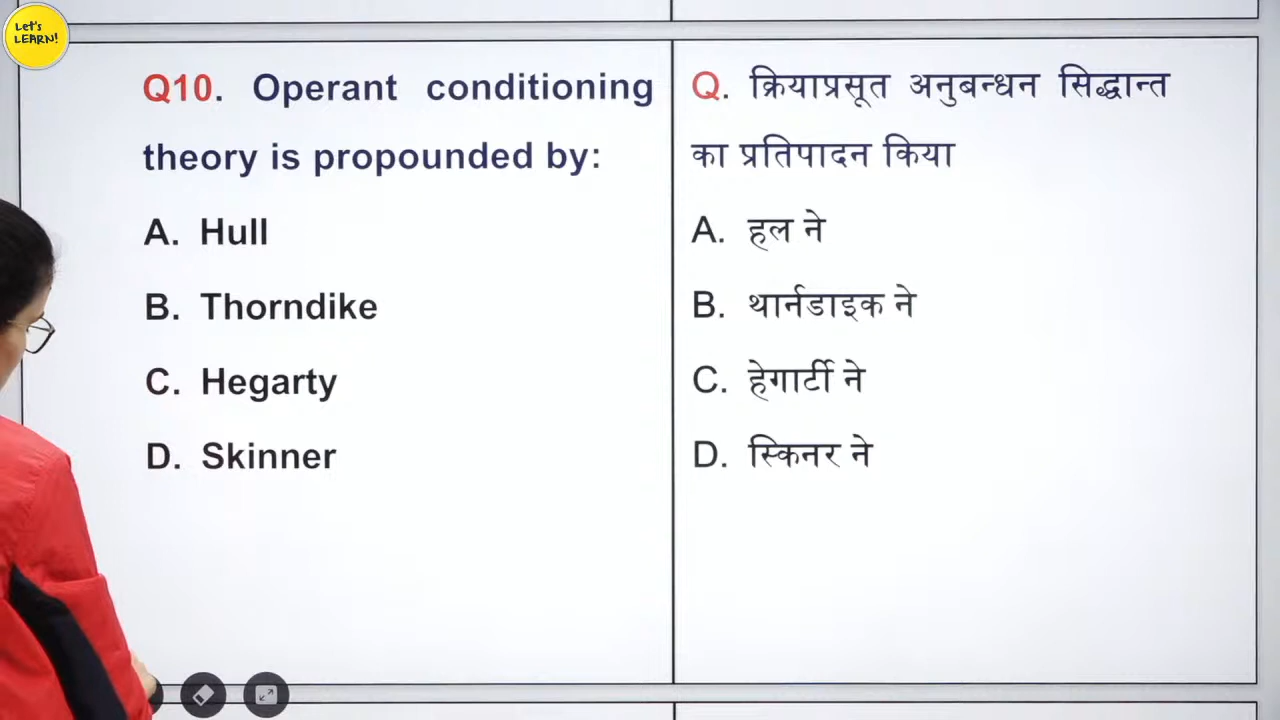 Let's
LEARN!
Q10. Operant conditioning
theory is propounded by:
A. Hull
B. Thorndike
C. Hegarty
D. Skinner
Q. क्रियाप्रसूत अनुबन्धन सिद्धान्त
का प्रतिपादन किया
A. हल ने
B. थार्नडाइक ने
C. हेगार्टी ने
D. स्किनर ने